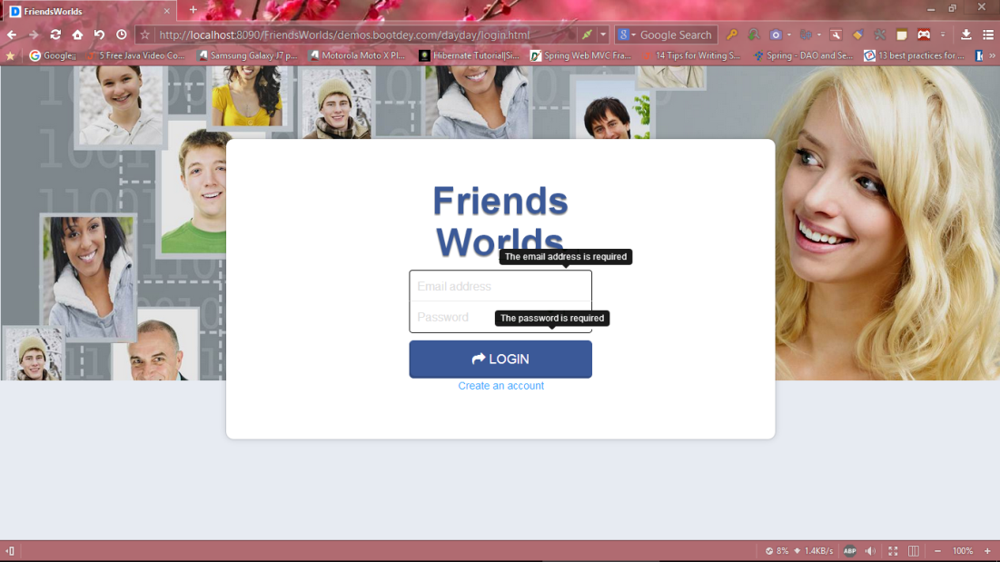 FriendsWorlds
http://localhost:8090/FriendsWorlds/demos.bootdey.com/dayday/login.html
Google Search
5 Free Java Video Co...
Samsung Galaxy J7 p...
Motorola Moto X Pl...
Hibernate Tutorial|Si...
Spring Web MVC Fra...
14 Tips for Writing S...
Spring - DAO and Se...
13 best practices for ...
Friends
Worlds
The email address is required
Email address
Password
The password is required
LOGIN
Create an account
8%
1.4KB/s
ABP
100%